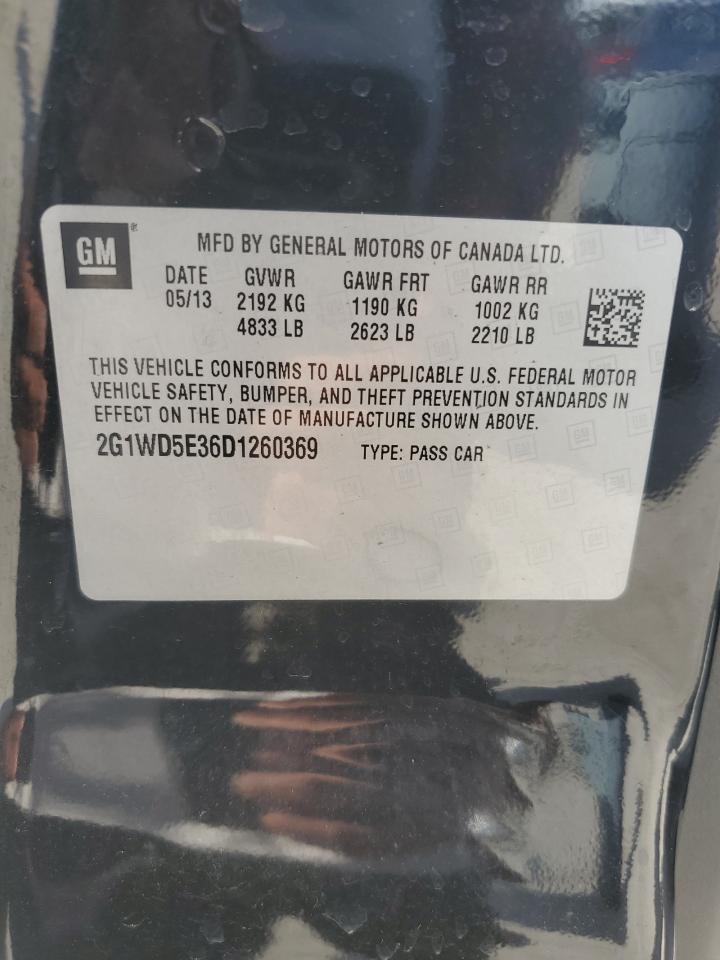 GM ®
MFD BY GENERAL MOTORS OF CANADA LTD.
DATE GVWR GAWR FRT GAWR RR
05/13 2192 KG 1190 KG 1002 KG
4833 LB 2623 LB 2210 LB
THIS VEHICLE CONFORMS TO ALL APPLICABLE U.S. FEDERAL MOTOR
VEHICLE SAFETY, BUMPER, AND THEFT PREVENTION STANDARDS IN
EFFECT ON THE DATE OF MANUFACTURE SHOWN ABOVE.
2G1WD5E36D1260369 TYPE: PASS CAR